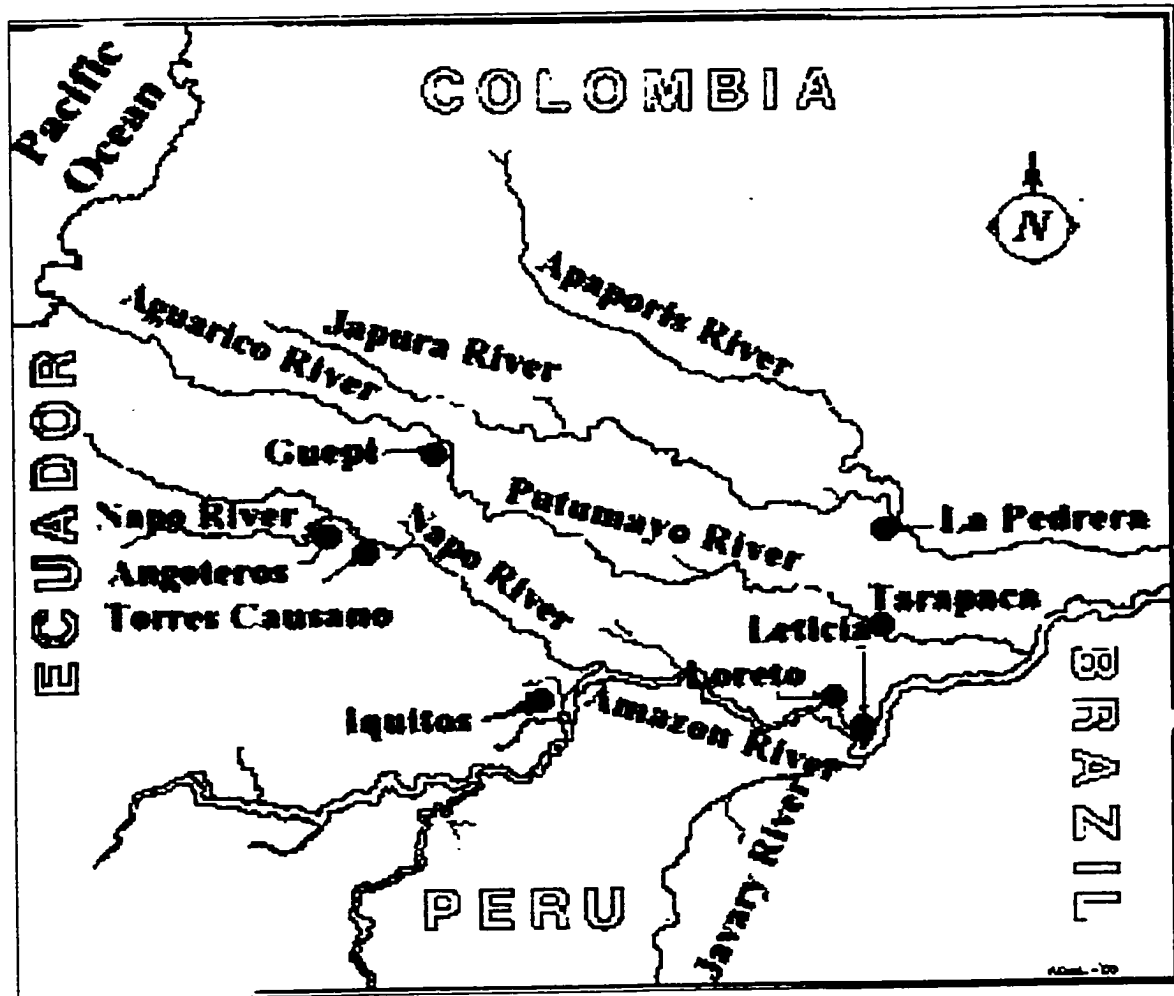 Pacific
Ocean
COLOMBIA
N
Apaporis River
Aguarico River
Japura River
ECUADOR
Guepi
Putumayo River
La Pedrera
Napo River
Napo River
Angoteros
Torres Causano
Tarapaca
Leticia
Loreto
Iquitos
Amazon River
BRAZIL
Javary River
PERU